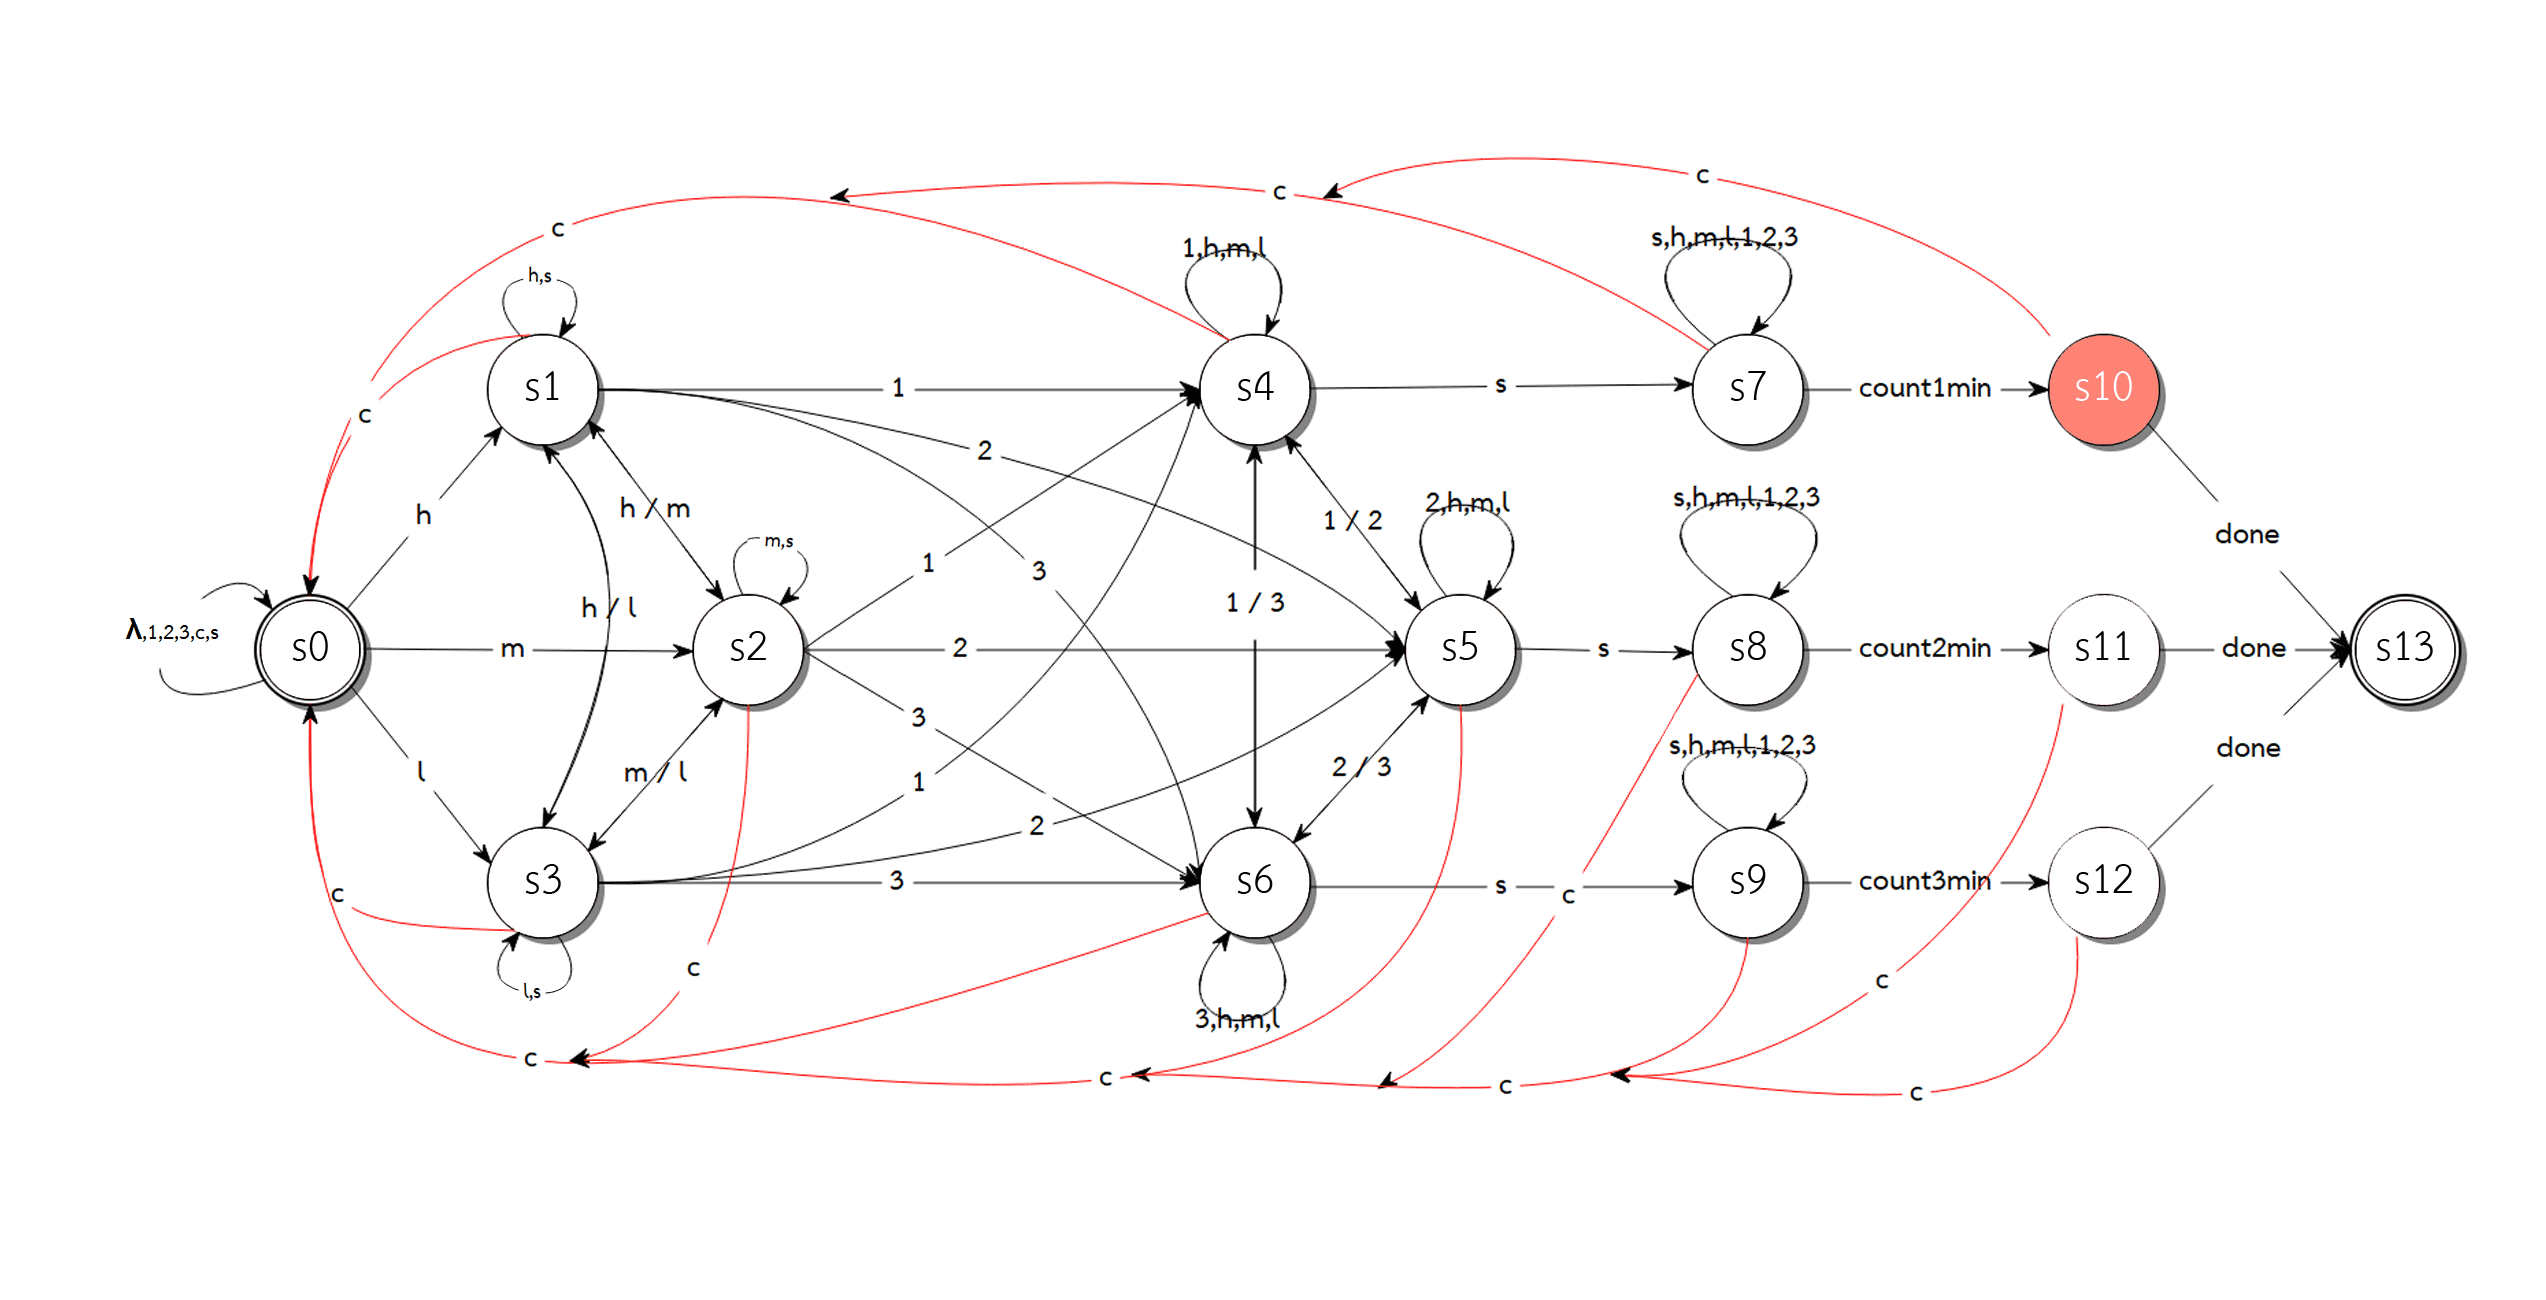 c
c
c
1,h,m,l
s,h,m,l,1,2,3
h,s
s1
1
s4
s
s7
count1min
s10
c
2
h
h / m
1 / 2
2,h,m,l
s,h,m,l,1,2,3
done
m,s
1
3
h / l
1 / 3
λ,1,2,3,c,s
s0
m
s2
2
s5
s
s8
count2min
s11
done
s13
3
l
m / l
1
2 / 3
s,h,m,l,1,2,3
done
2
c
s3
3
s6
s
c
s9
count3min
s12
c
l,s
3,h,m,l
c
c
c
c
c